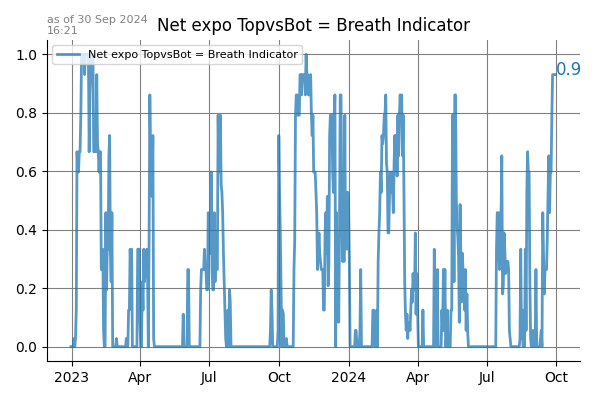 as of 30 Sep 2024
16:21
Net expo TopvsBot = Breath Indicator
Net expo TopvsBot = Breath Indicator
0.9
1.0
0.8
0.6
0.4
0.2
0.0
2023 Apr Jul Oct 2024 Apr Jul Oct